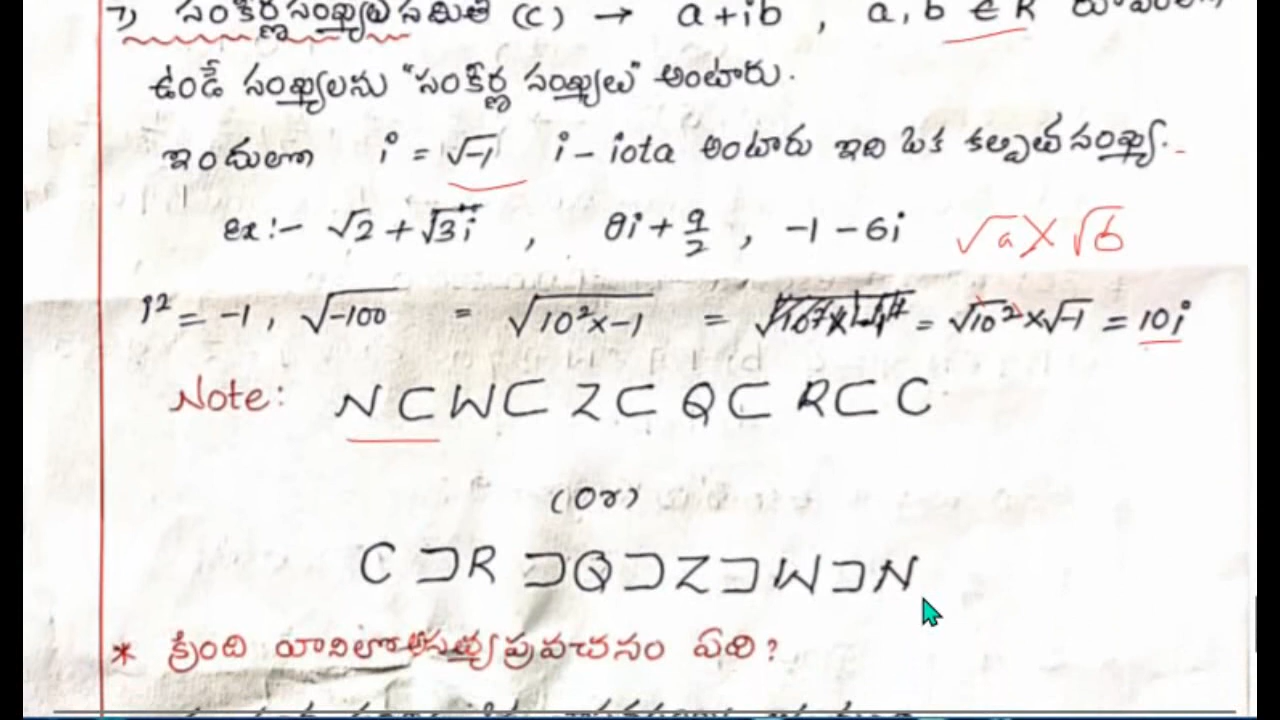 7) సంకీర్ణ సంఖ్యల సమితి (C) → a+ib , a, b ∈ R
ఉండే సంఖ్యలను "సంకీర్ణ సంఖ్యలు" అంటారు.
ఇందులో i = √-1 i - iota అంటారు ఇది ఒక కల్పిత సంఖ్య.
ex:- √2 + √3i , 8i + 9/2 , -1 - 6i √a × √b
i² = -1, √-100 = √10²×-1 = = √10² × √-1 = 10i
Note: N ⊂ W ⊂ Z ⊂ Q ⊂ R ⊂ C
(Or)
C ⊃ R ⊃ Q ⊃ Z ⊃ W ⊃ N
* క్రింది వానిలో అసత్య ప్రవచనం ఏది?